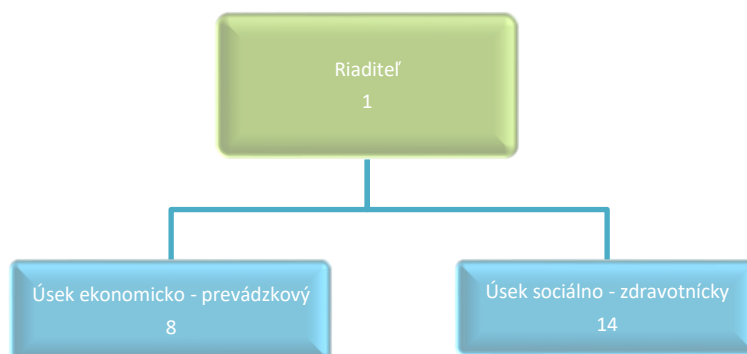 Riaditeľ
1
Úsek ekonomicko - prevádzkový
8
Úsek sociálno - zdravotnícky
14